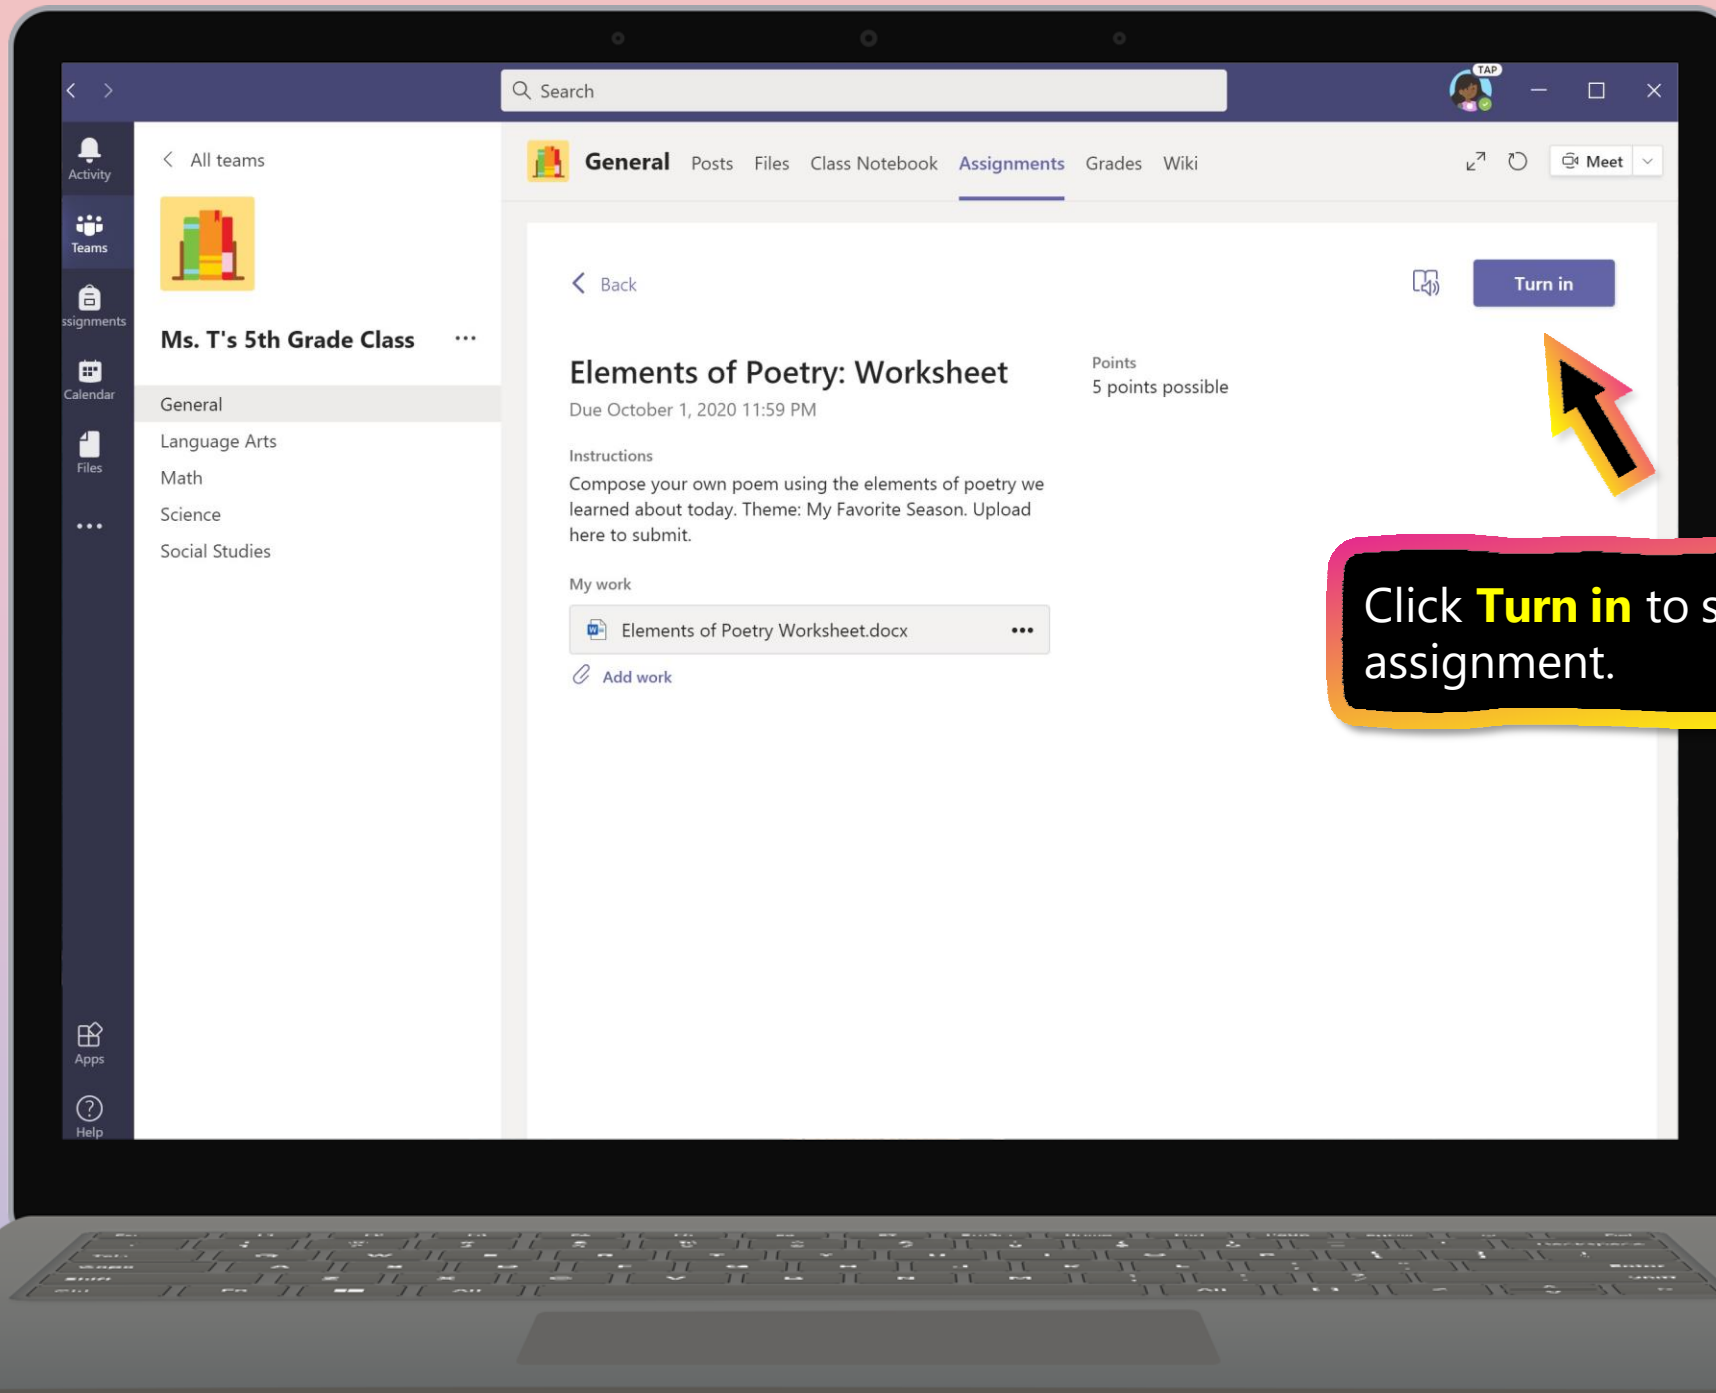 Search
TAP
Activity
Teams
ssignments
Calendar
Files
Apps
Help
All teams
Ms. T's 5th Grade Class
General
Language Arts
Math
Science
Social Studies
General Posts Files Class Notebook Assignments Grades Wiki
Meet
Back
Turn in
Elements of Poetry: Worksheet
Due October 1, 2020 11:59 PM
Points
5 points possible
Instructions
Compose your own poem using the elements of poetry we
learned about today. Theme: My Favorite Season. Upload
here to submit.
My work
Elements of Poetry Worksheet.docx
Add work
Click Turn in to s
assignment.